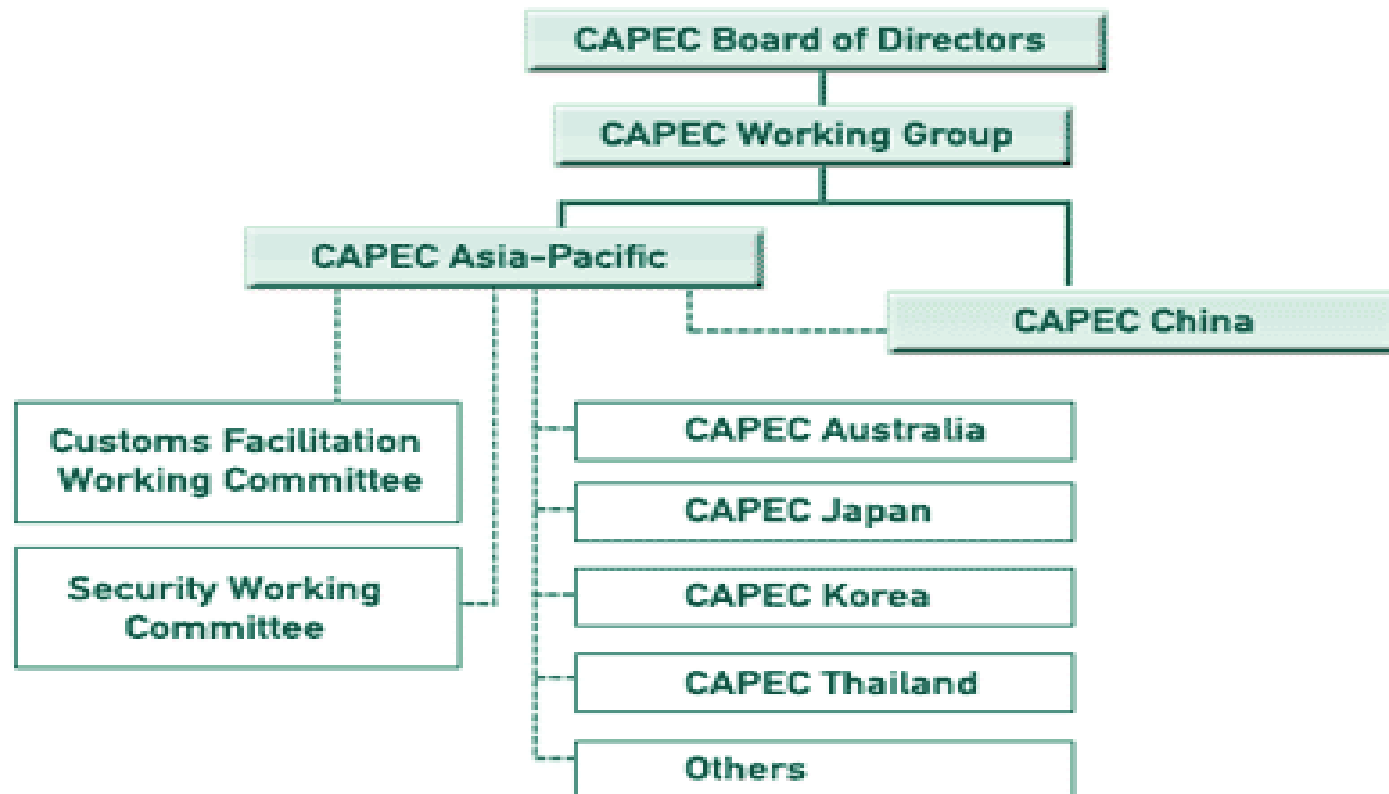 CAPEC Board of Directors
CAPEC Working Group
CAPEC Asia-Pacific
CAPEC China
Customs Facilitation
Working Committee
Security Working
Committee
CAPEC Australia
CAPEC Japan
CAPEC Korea
CAPEC Thailand
Others